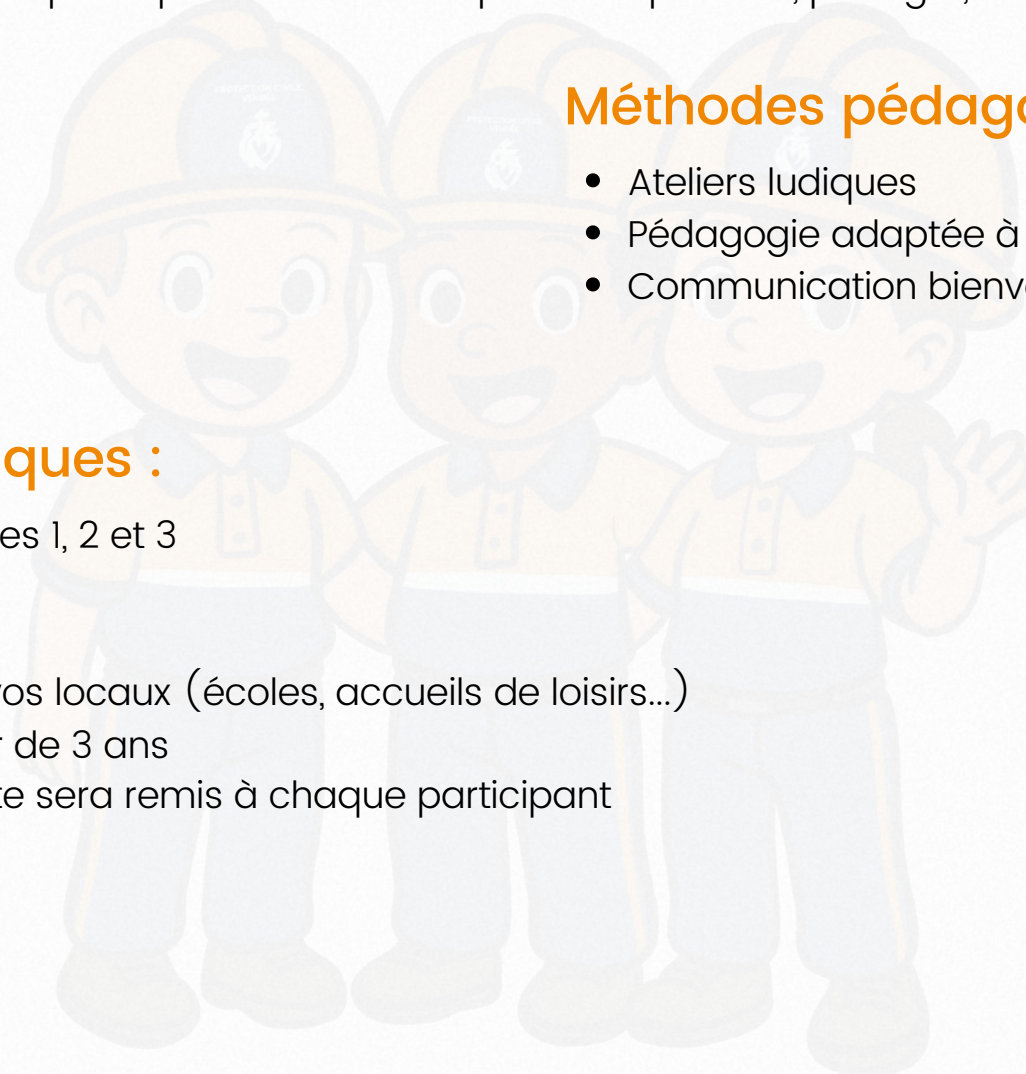 Méthodes pédag
Ateliers ludiques
Pédagogie adaptée à
Communication bienv
ques :
es 1, 2 et 3
os locaux (écoles, accueils de loisirs...)
de 3 ans
te sera remis à chaque participant